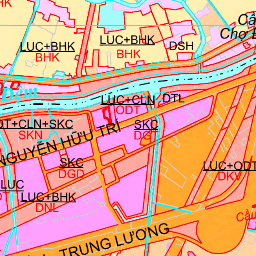 LUC+BHK
BHK
LUC+BHK
BHK
DSH
Chợ
LUC+CLN
ODT
DTL
SKC
DT+CLN+SKC
SKN
NGUYỄN HỮU TRÍ
SKC
DGD
LUC+ODT
DKV
LUC
LUC+BHK
DNL
TRUNG LƯƠNG